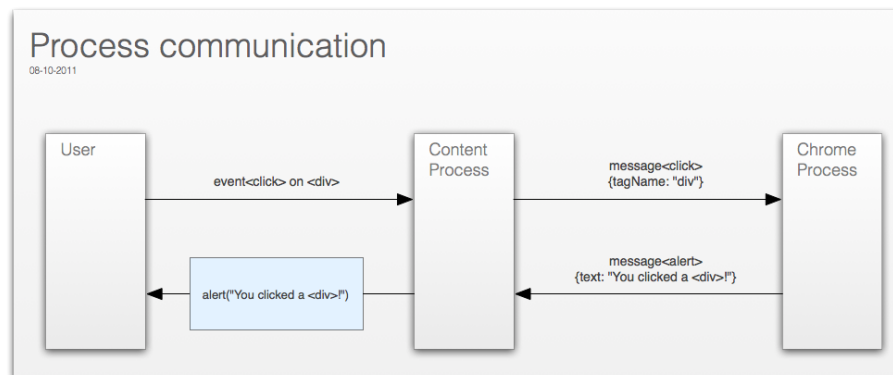 Process communication
08-10-2011
User
Content
Process
Chrome
Process
event<click> on <div>
message<click>
{tagName: "div"}
alert("You clicked a <div>!")
message<alert>
{text: "You clicked a <div>!"}